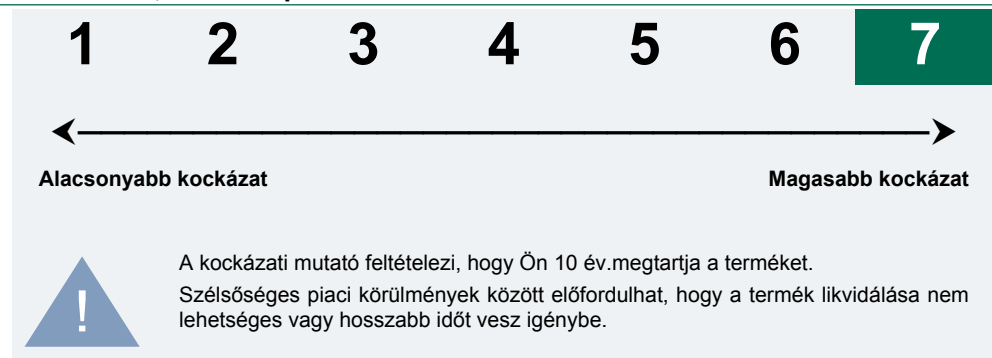 1 2 3 4 5 6 7
Alacsonyabb kockázat Magasabb kockázat
A kockázati mutató feltételezi, hogy Ön 10 év.megtartja a terméket.
Szélsőséges piaci körülmények között előfordulhat, hogy a termék likvidálása nem
lehetséges vagy hosszabb időt vesz igénybe.
!